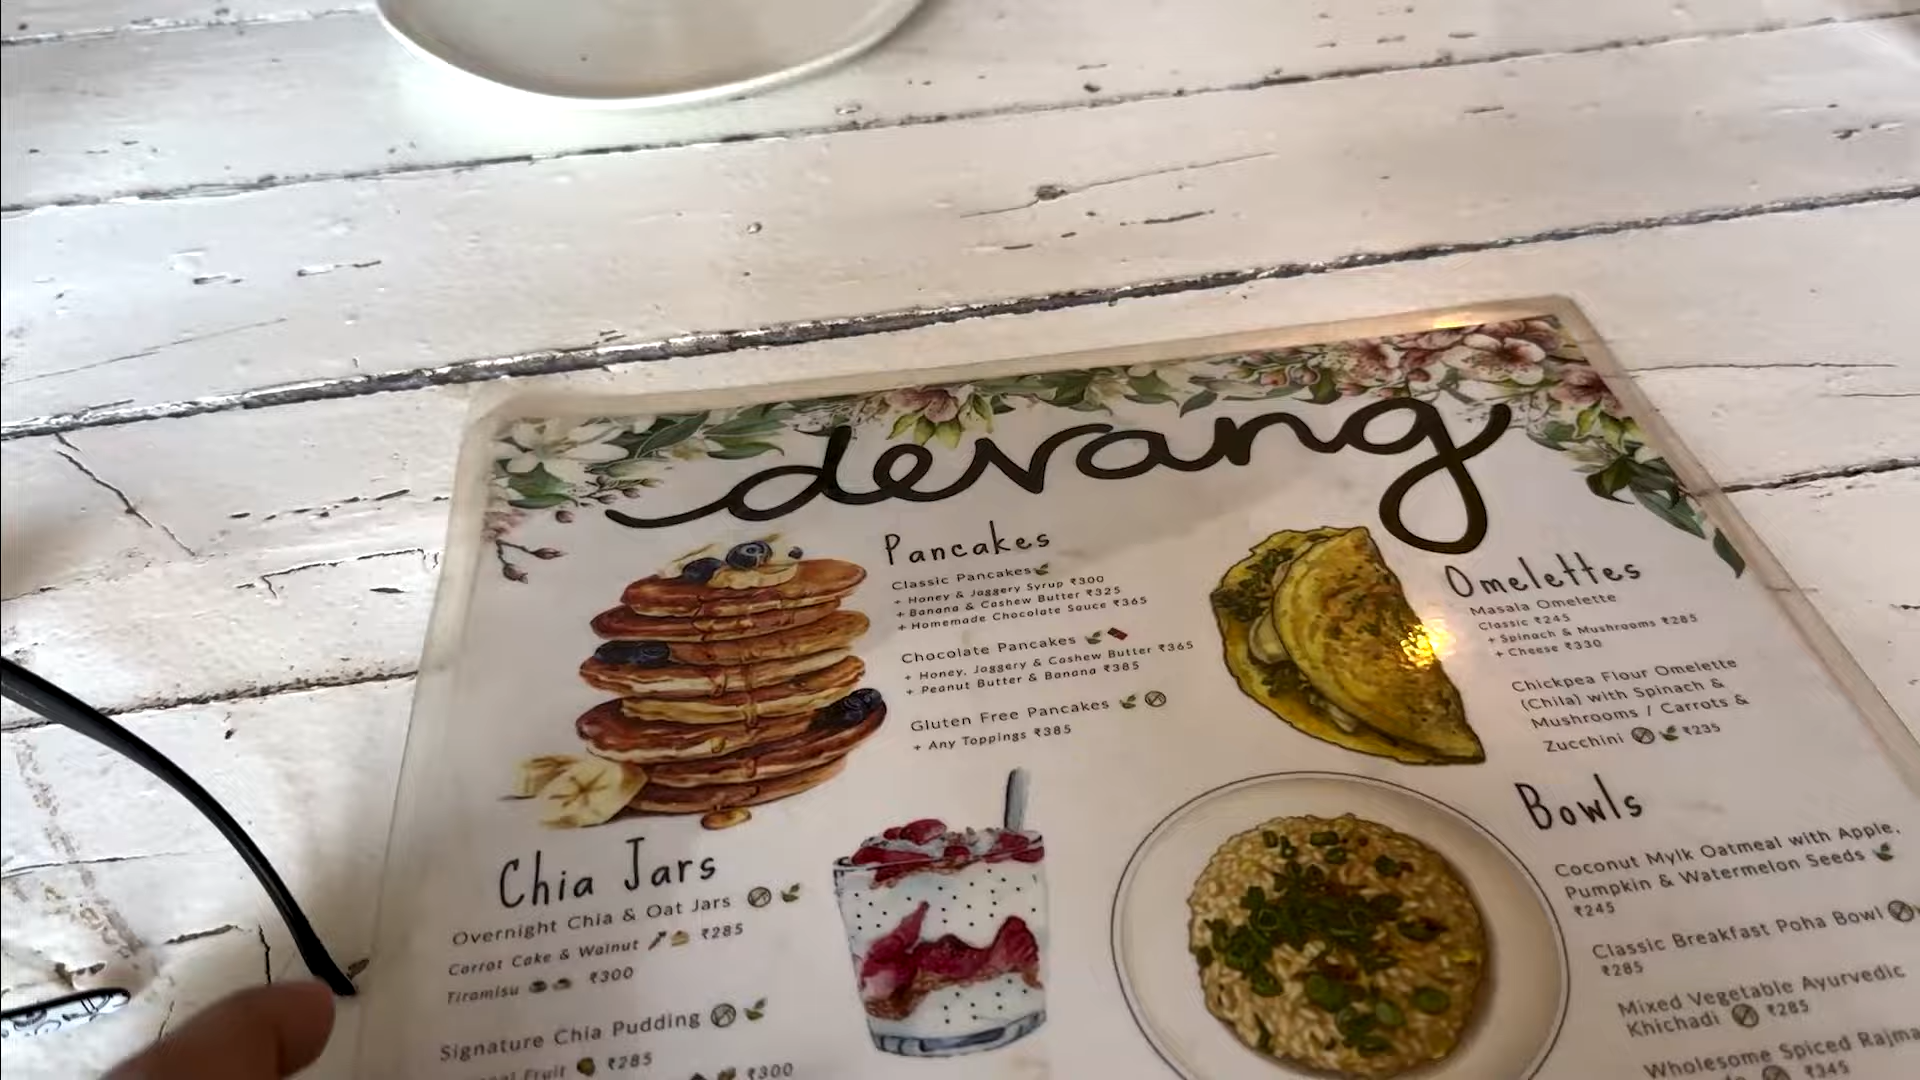 devang
Pancakes
Classic Pancakes
+ Honey & Jaggery Syrup ₹300
+ Banana & Cashew Butter ₹325
+ Homemade Chocolate Sauce ₹365
Chocolate Pancakes
+ Honey, Jaggery & Cashew Butter ₹365
+ Peanut Butter & Banana ₹385
Gluten Free Pancakes
+ Any Toppings ₹385
Omelettes
Masala Omelette
Classic ₹245
+ Spinach & Mushrooms ₹285
+ Cheese ₹330
Chickpea Flour Omelette
(Chila) with Spinach &
Mushrooms / Carrots &
Zucchini ₹235
Chia Jars
Overnight Chia & Oat Jars
Carrot Cake & Walnut ₹285
Tiramisu ₹300
Signature Chia Pudding
Fruit ₹285
₹300
Bowls
Coconut Mylk Oatmeal with Apple,
Pumpkin & Watermelon Seeds
₹245
Classic Breakfast Poha Bowl
₹285
Mixed Vegetable Ayurvedic
Khichadi ₹285
Wholesome Spiced Rajma
₹345